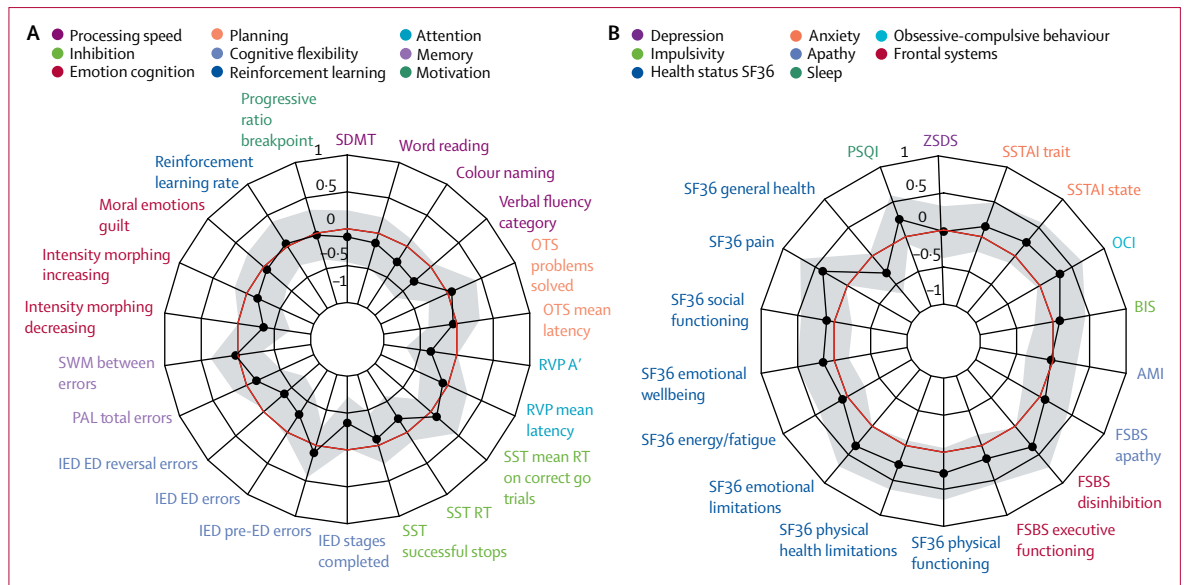 A
Processing speed
Inhibition
Emotion cognition
Planning
Cognitive flexibility
Reinforcement learning
Attention
Memory
Motivation
Progressive
ratio
breakpoint
SDMT
Word reading
Colour naming
Verbal fluency
category
OTS
problems
solved
OTS mean
latency
RVP A′
RVP mean
latency
SST mean RT
on correct go
trials
SST RT
SST
successful stops
IED stages
completed
IED pre-ED errors
IED ED errors
IED ED reversal errors
PAL total errors
SWM between
errors
Intensity morphing
decreasing
Intensity morphing
increasing
Moral emotions
guilt
Reinforcement
learning rate
1
0·5
0
–0·5
–1
B
Depression
Impulsivity
Health status SF36
Anxiety
Apathy
Sleep
Obsessive-compulsive behaviour
Frontal systems
ZSDS
SSTAI trait
SSTAI state
OCI
BIS
AMI
FSBS
apathy
FSBS
disinhibition
FSBS executive
functioning
SF36 physical
functioning
SF36 physical
health limitations
SF36 emotional
limitations
SF36 energy/fatigue
SF36 emotional
wellbeing
SF36 social
functioning
SF36 pain
SF36 general health
PSQI
1
0·5
0
–0·5
–1